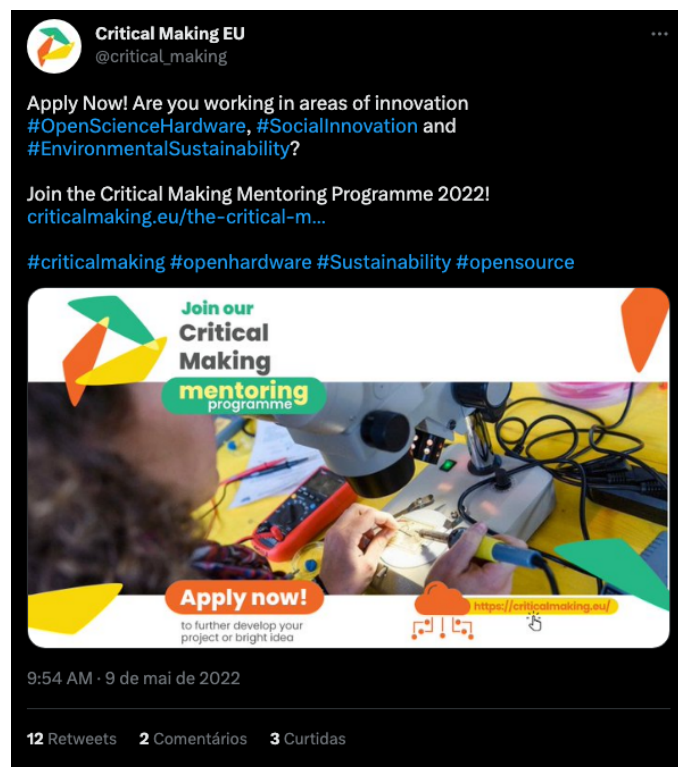 Critical Making EU
@critical_making
Apply Now! Are you working in areas of innovation
#OpenScienceHardware, #SocialInnovation and
#EnvironmentalSustainability?
Join the Critical Making Mentoring Programme 2022!
criticalmaking.eu/the-critical-m...
#criticalmaking #openhardware #Sustainability #opensource
Join our
Critical
Making
mentoring
programme
Apply now!
to further develop your
project or bright idea
https://criticalmaking.eu/
9:54 AM · 9 de mai de 2022
12 Retweets 2 Comentários 3 Curtidas